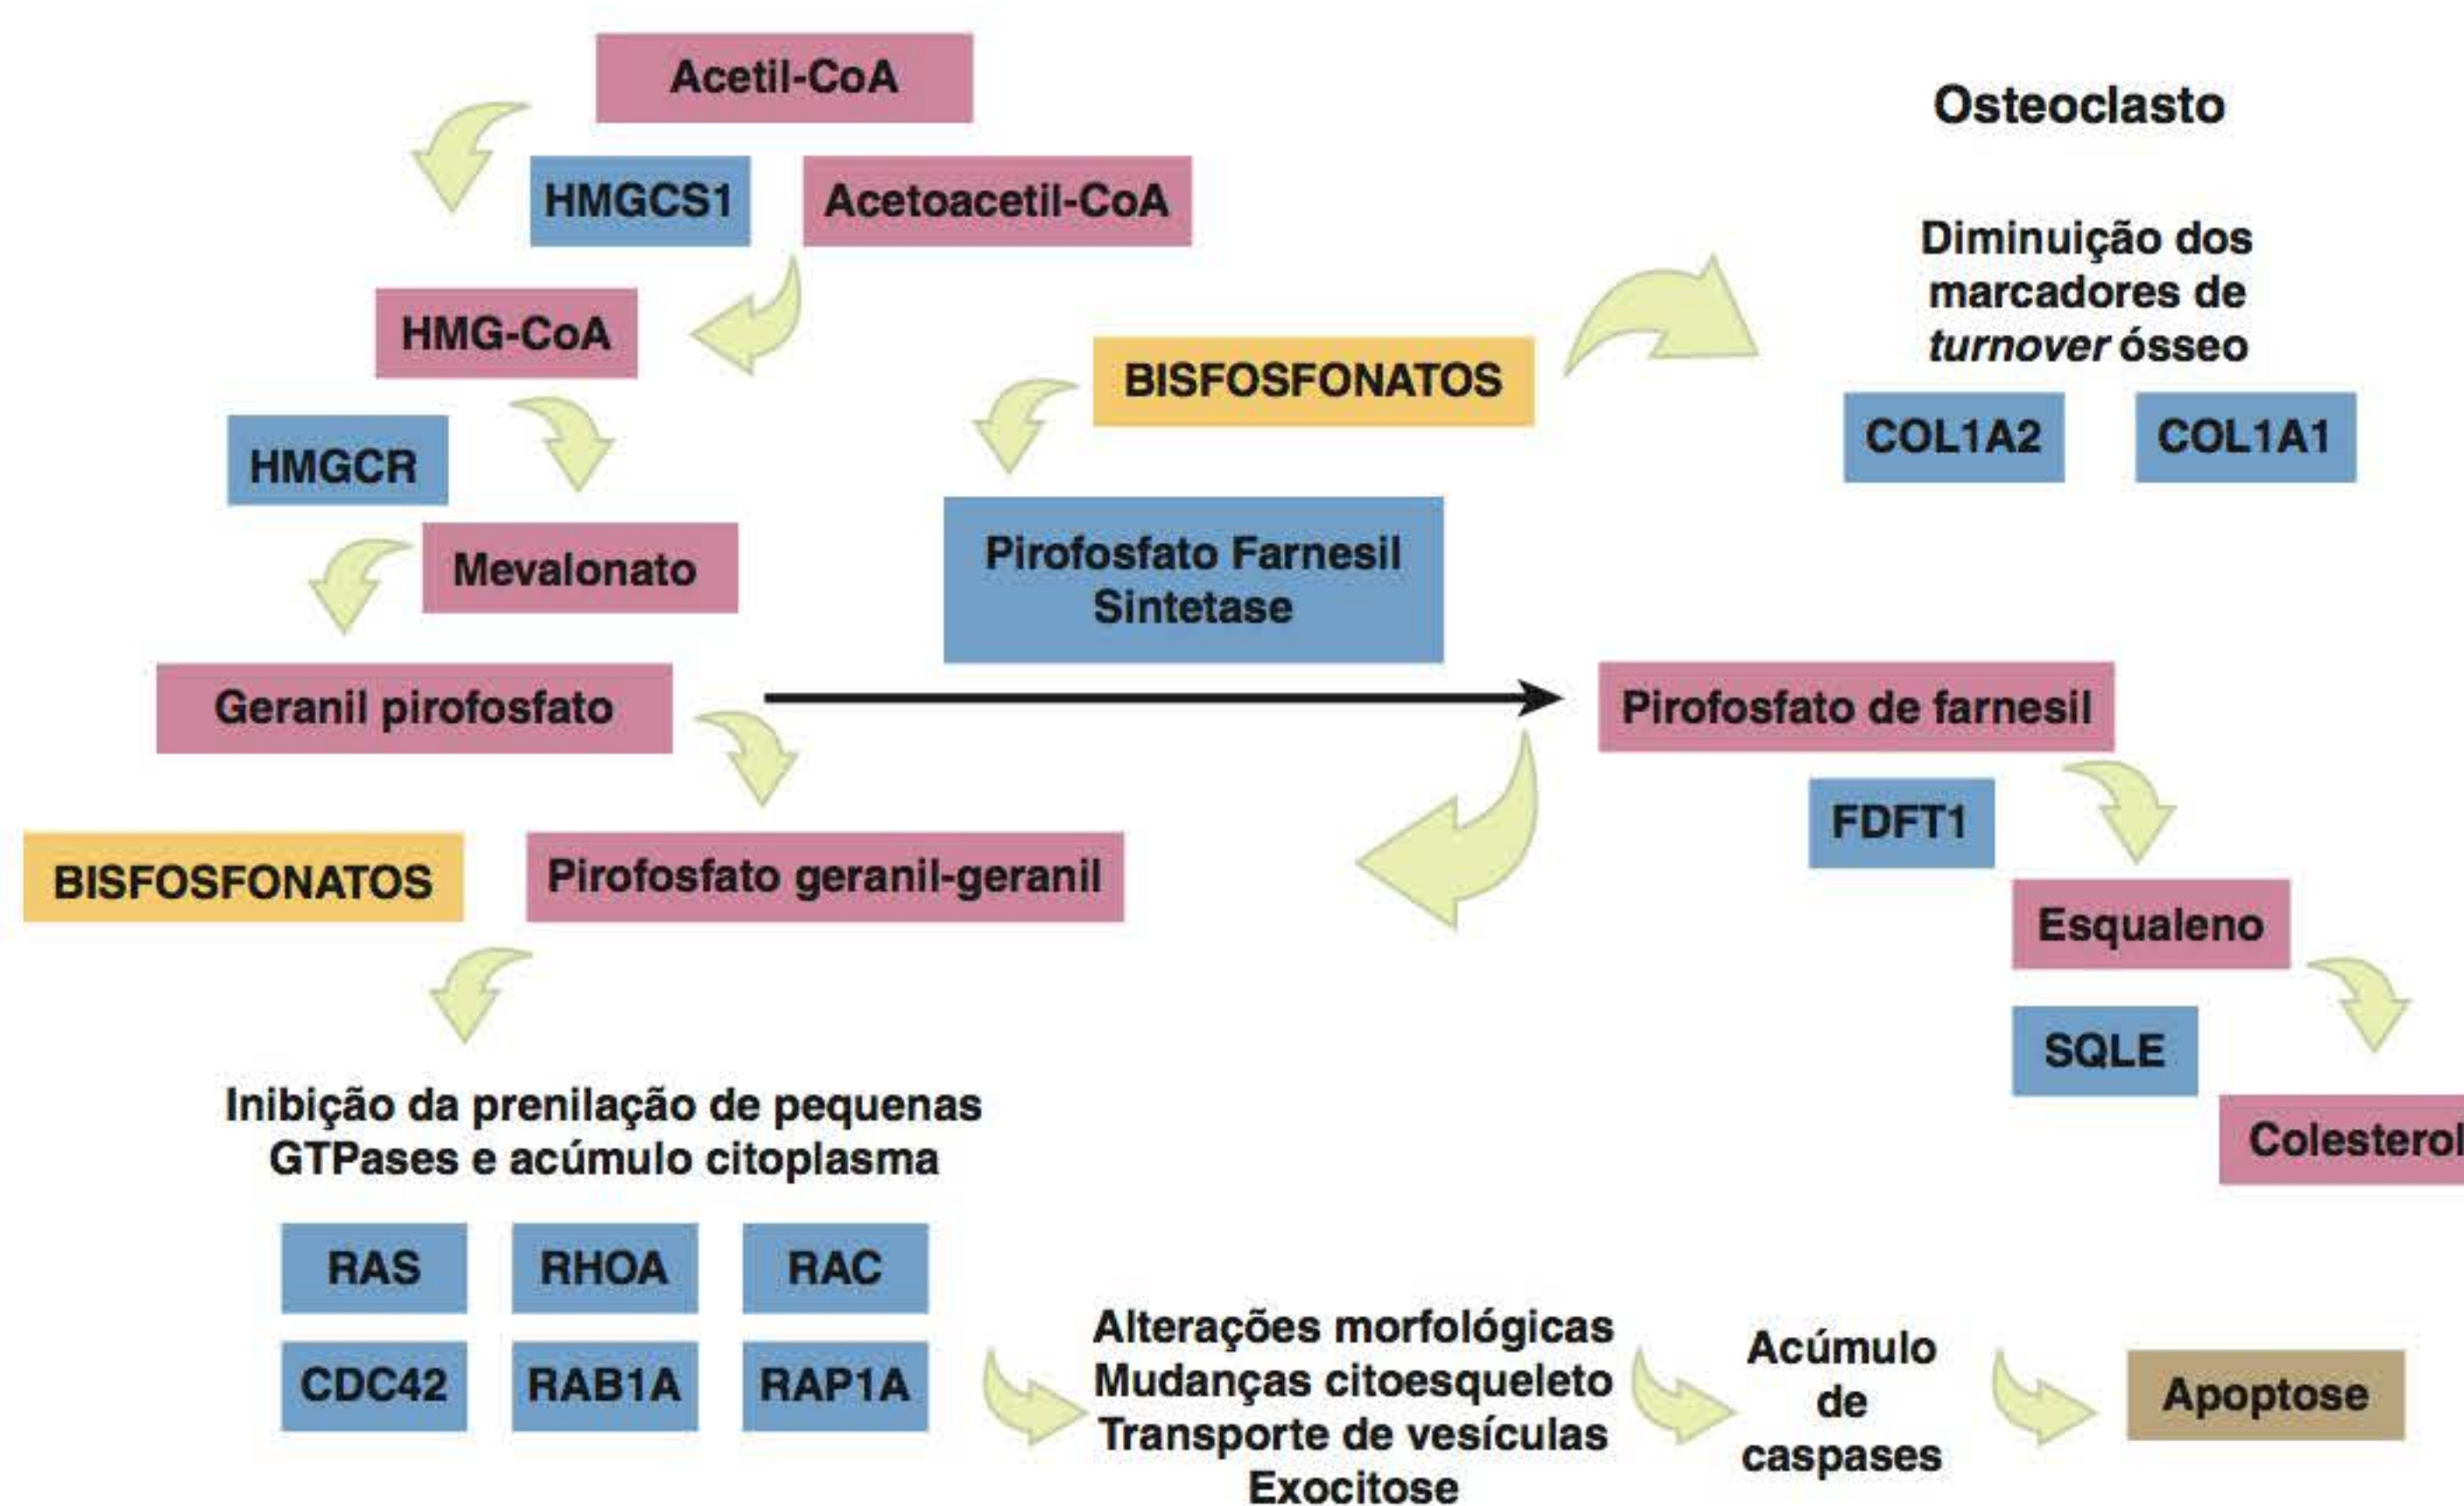 Acetil-CoA
Osteoclasto
HMGCS1
Acetoacetil-CoA
Diminuição dos
marcadores de
turnover ósseo
HMG-CoA
BISFOSFONATOS
COL1A2
COL1A1
HMGCR
Mevalonato
Pirofosfato Farnesil
Sintetase
Geranil pirofosfato
Pirofosfato de farnesil
FDFT1
BISFOSFONATOS
Pirofosfato geranil-geranil
Esqualeno
SQLE
Colesterol
Inibição da prenilação de pequenas
GTPases e acúmulo citoplasma
RAS
RHOA
RAC
CDC42
RAB1A
RAP1A
Alterações morfológicas
Mudanças citoesqueleto
Transporte de vesículas
Exocitose
Acúmulo
de
caspases
Apoptose